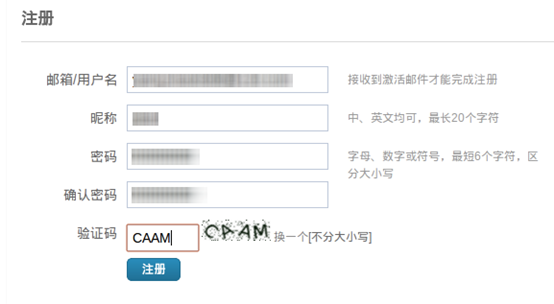 注册
邮箱/用户名 接收到激活邮件才能完成注册
昵称 中、英文均可，最长20个字符
密码 字母、数字或符号，最短6个字符，区
分大小写
确认密码
验证码 CAAM CAAM 换一个[不分大小写]
注册